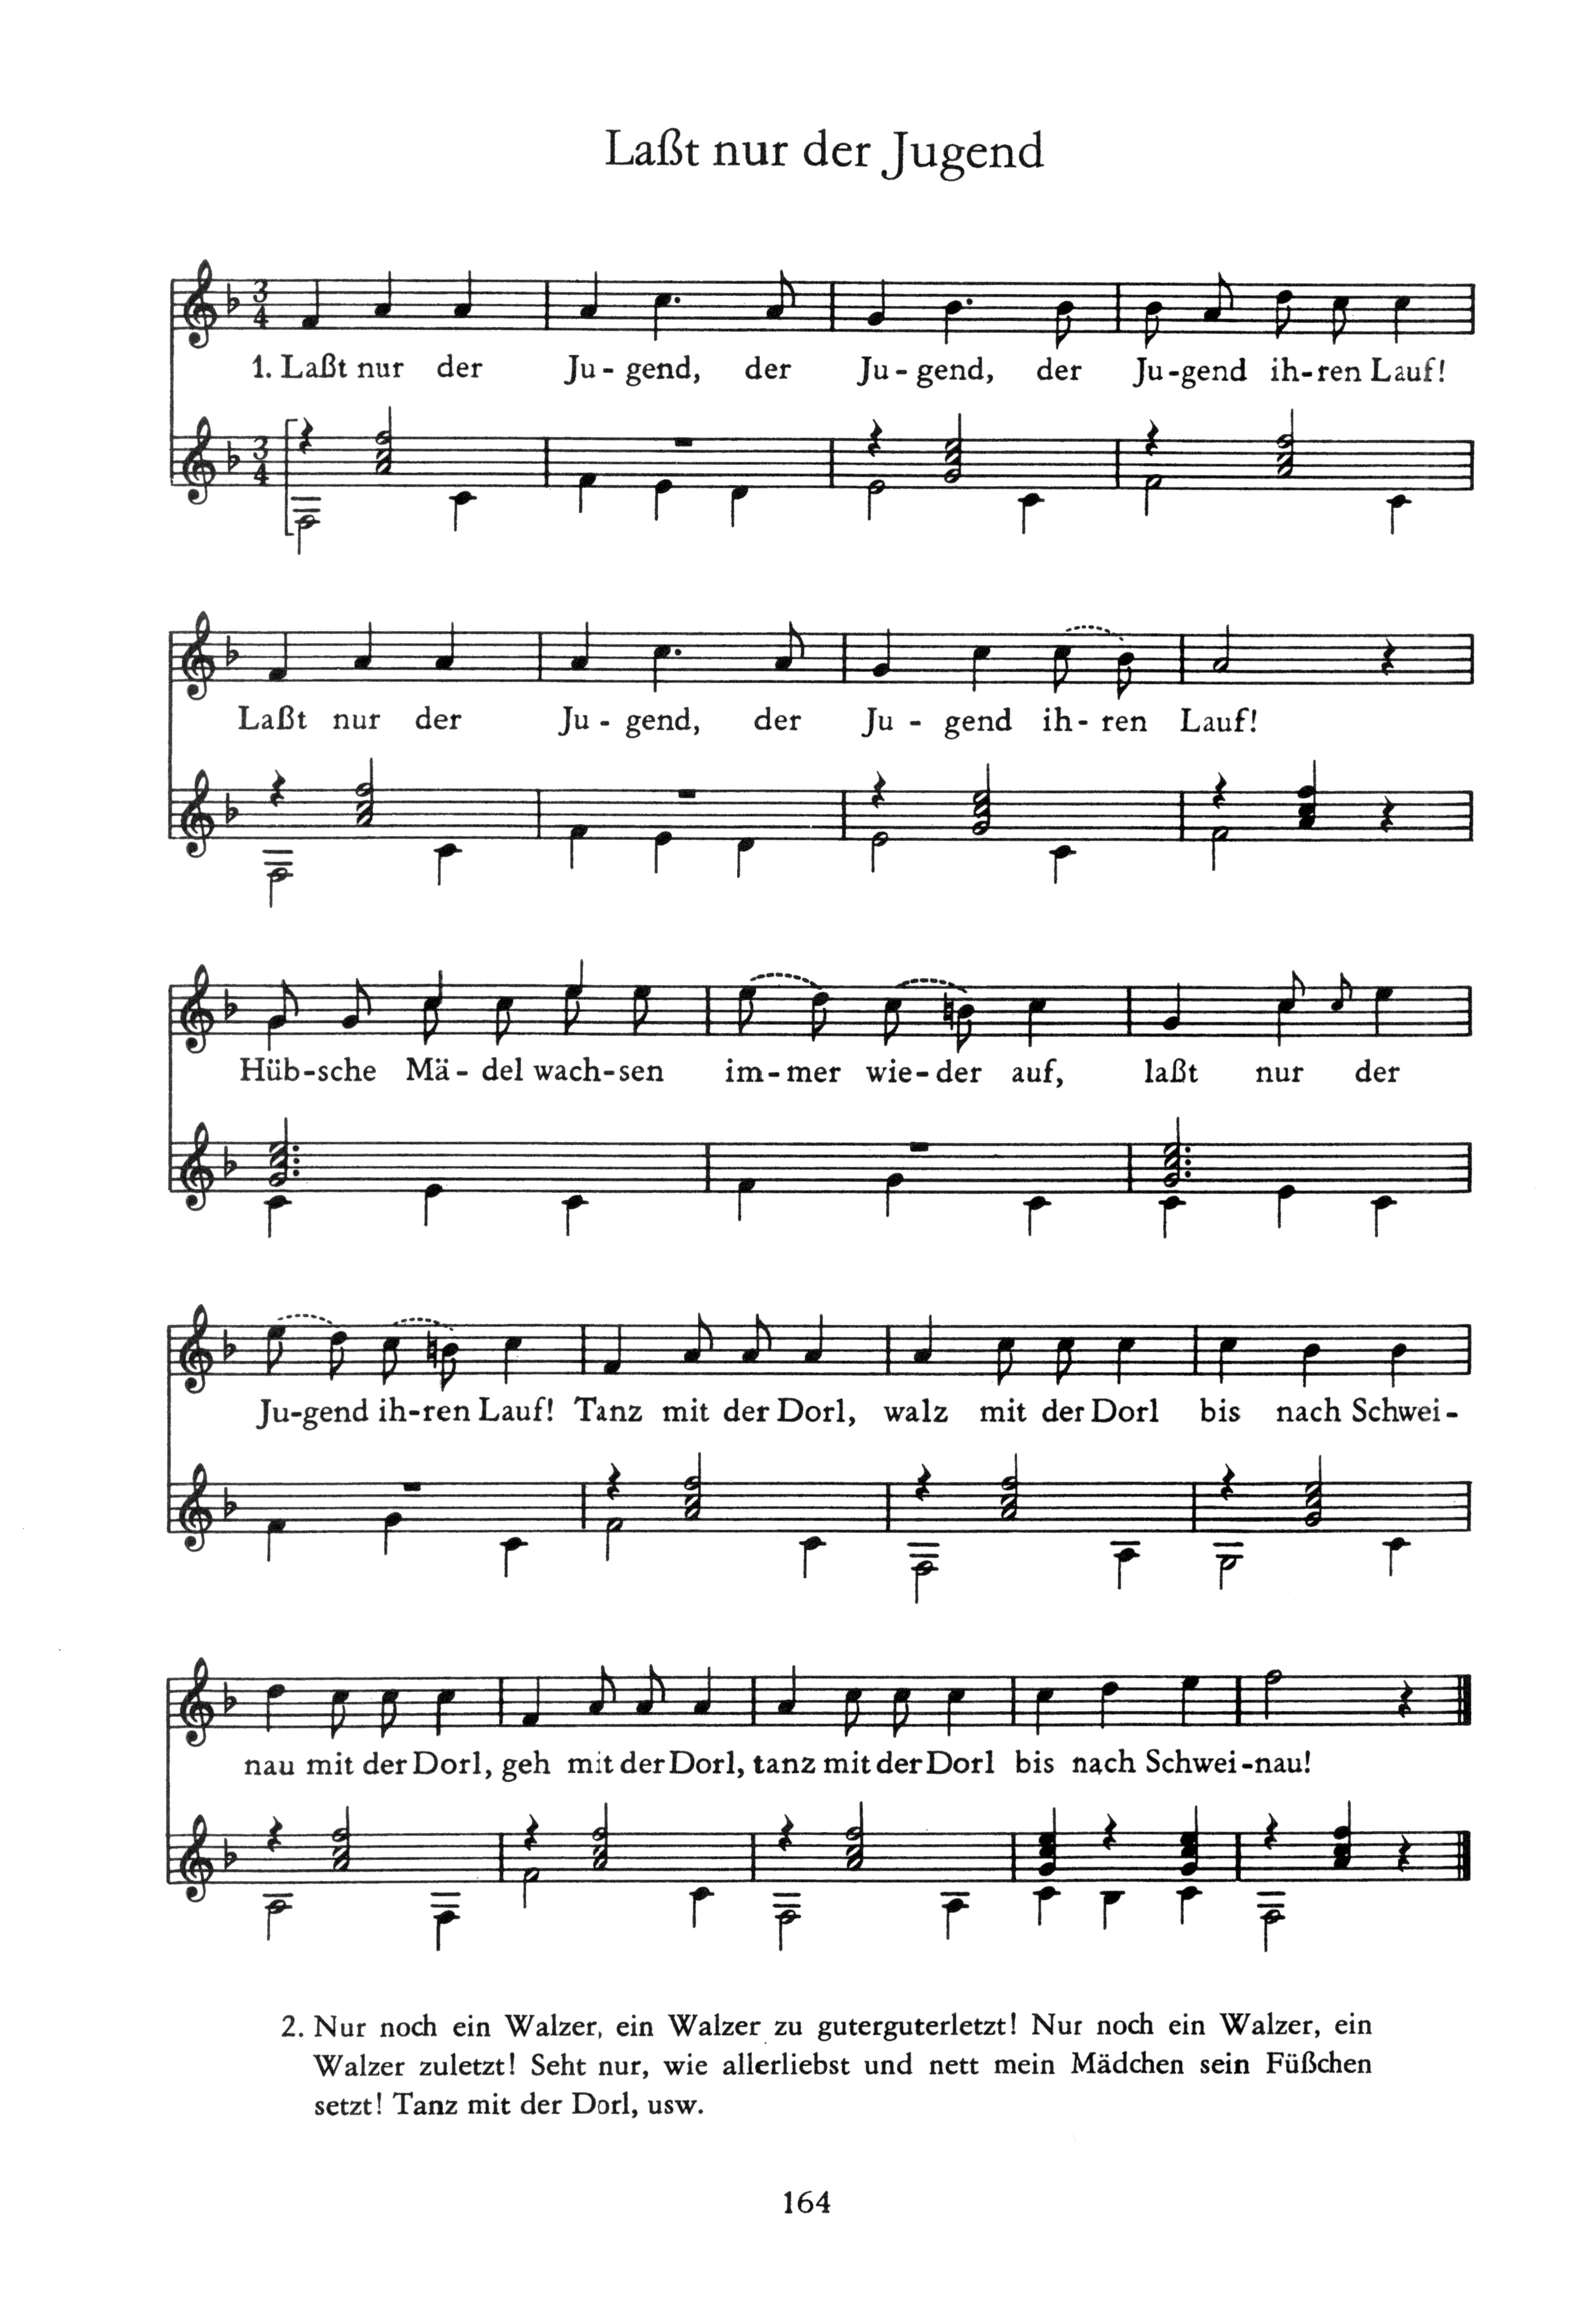 Laßt nur der Jugend
1. Laßt nur der Ju - gend, der Ju - gend, der Ju-gend ih-ren Lauf!
Laßt nur der Ju - gend, der Ju - gend ih- ren Lauf!
Hüb-sche Mä- del wach-sen im-mer wie-der auf, laßt nur der
Ju-gend ih-ren Lauf! Tanz mit der Dorl, walz mit der Dorl bis nach Schwei-
nau mit der Dorl, geh mit der Dorl, tanz mit der Dorl bis nach Schwei-nau!
2. Nur noch ein Walzer, ein Walzer zu guterguterletzt! Nur noch ein Walzer, ein
Walzer zuletzt! Seht nur, wie allerliebst und nett mein Mädchen sein Füßchen
setzt! Tanz mit der Dorl, usw.
164